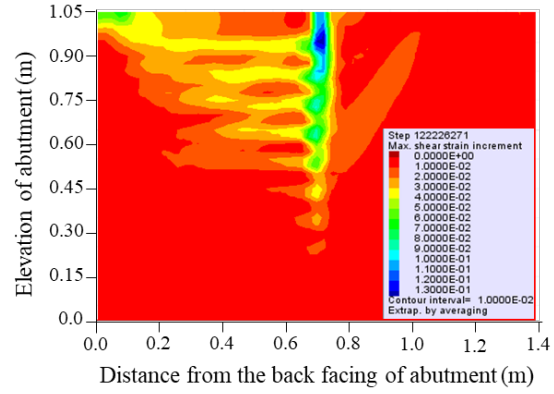 1.05
0.90
0.75
0.60
0.45
0.30
0.15
0.0
Elevation of abutment (m)
Step 122226271
Max. shear strain increment
0.0000E+00
1.0000E-02
2.0000E-02
3.0000E-02
4.0000E-02
5.0000E-02
6.0000E-02
7.0000E-02
8.0000E-02
9.0000E-02
1.0000E-01
1.1000E-01
1.2000E-01
1.3000E-01
Contour interval= 1.0000E-02
Extrap. by averaging
0.0 0.2 0.4 0.6 0.8 1.0 1.2 1.4
Distance from the back facing of abutment (m)